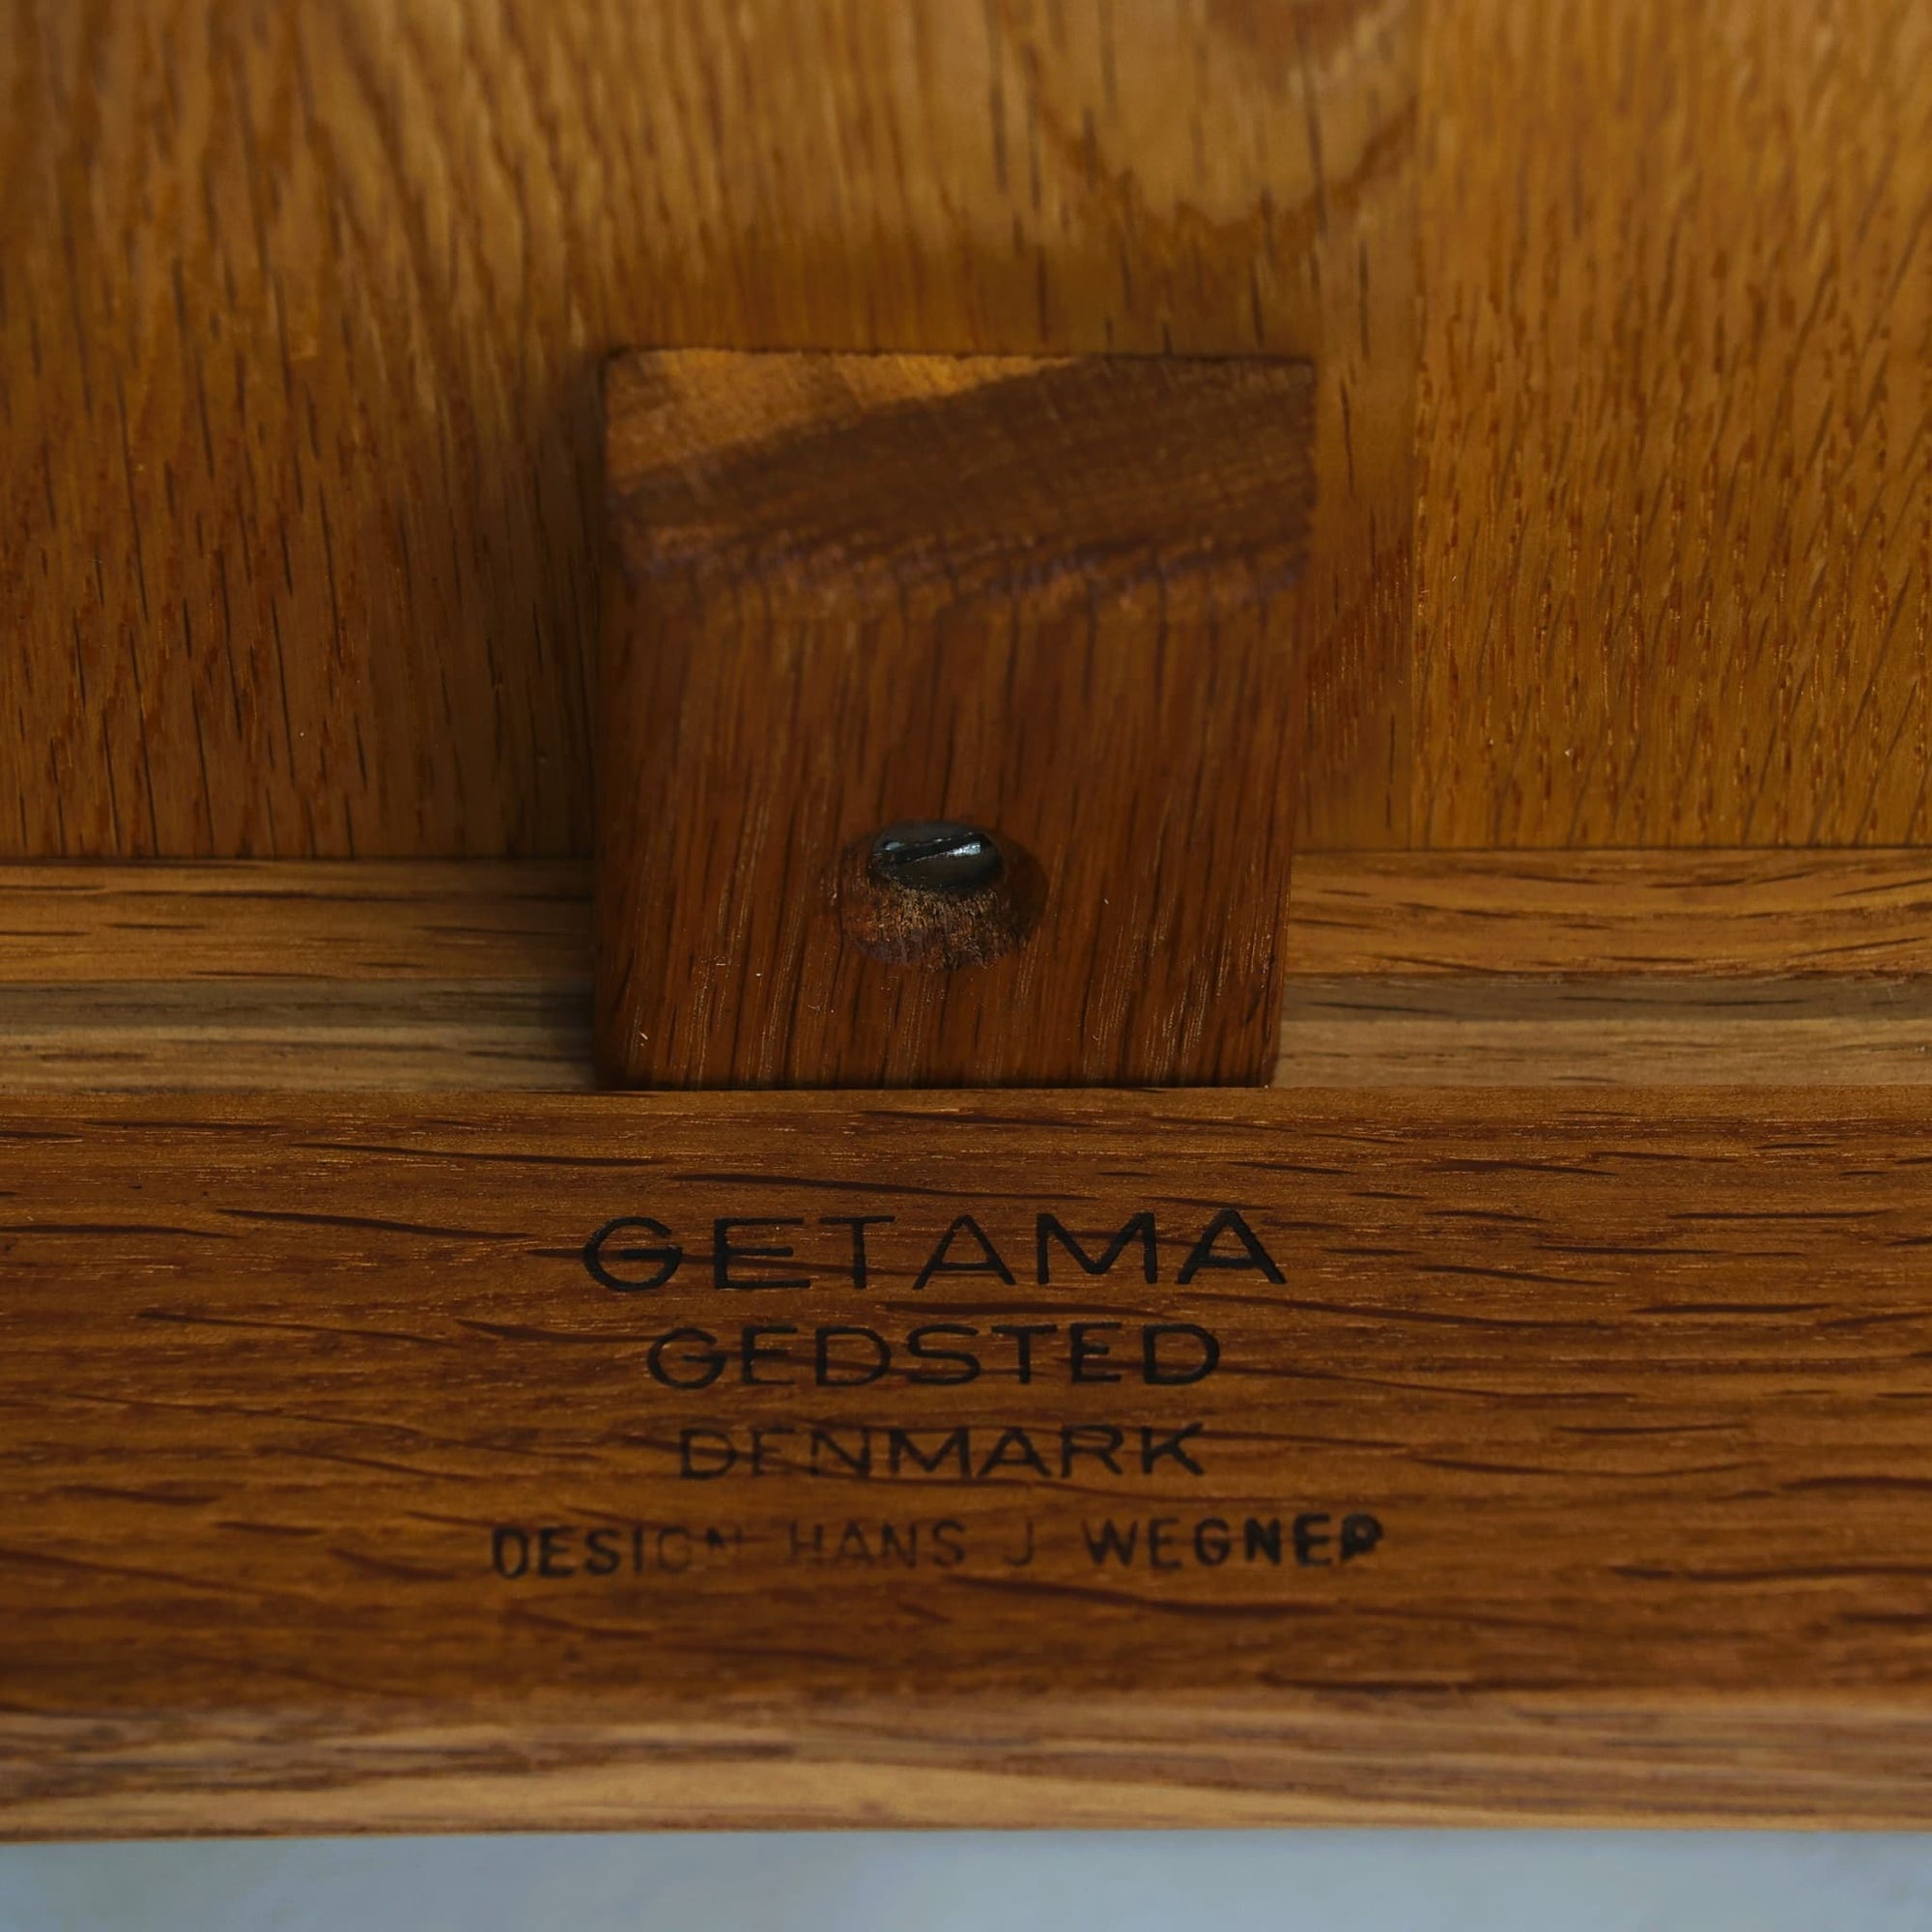 GETAMA
GEDSTED
DENMARK
DESIGN HANS J WEGNER